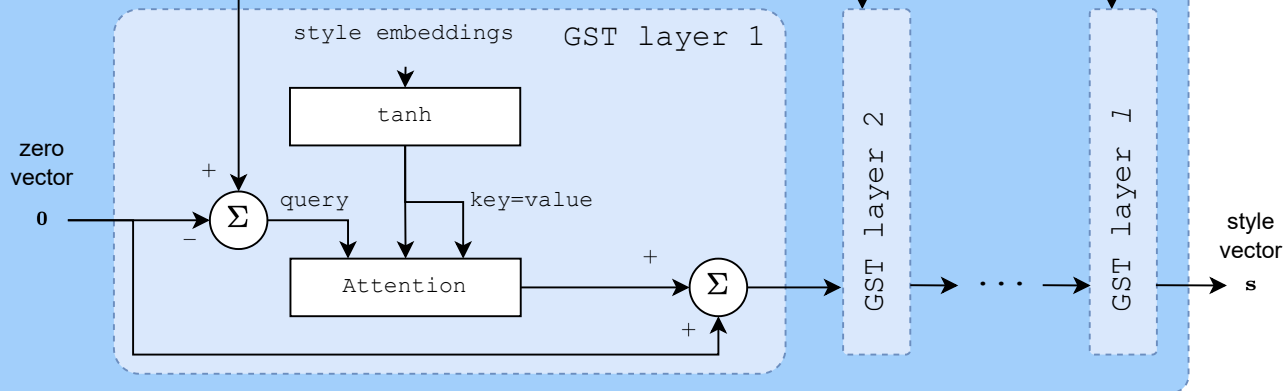 style embeddings
GST layer 1
tanh
zero
vector
0
+
−
Σ
query
key=value
Attention
+
Σ
+
GST layer 2
···
GST layer l
style
vector
s